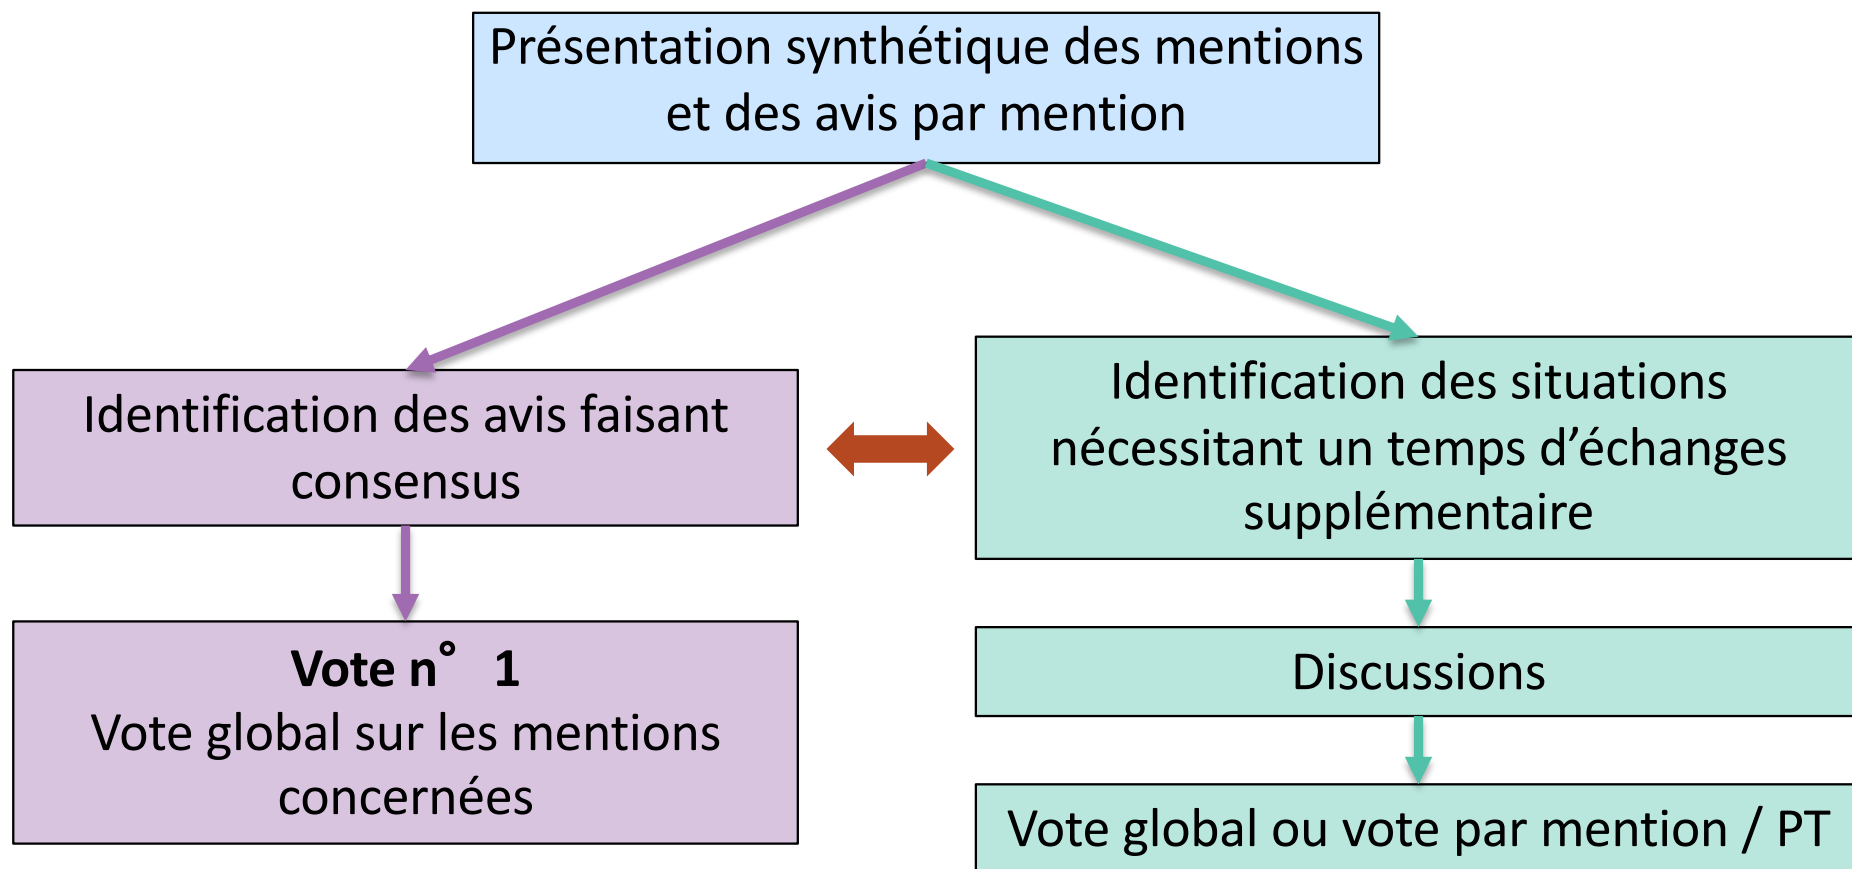 Présentation synthétique des mentions
et des avis par mention
Identification des avis faisant
consensus
Identification des situations
nécessitant un temps d’échanges
supplémentaire
Vote n° 1
Vote global sur les mentions
concernées
Discussions
Vote global ou vote par mention / PT